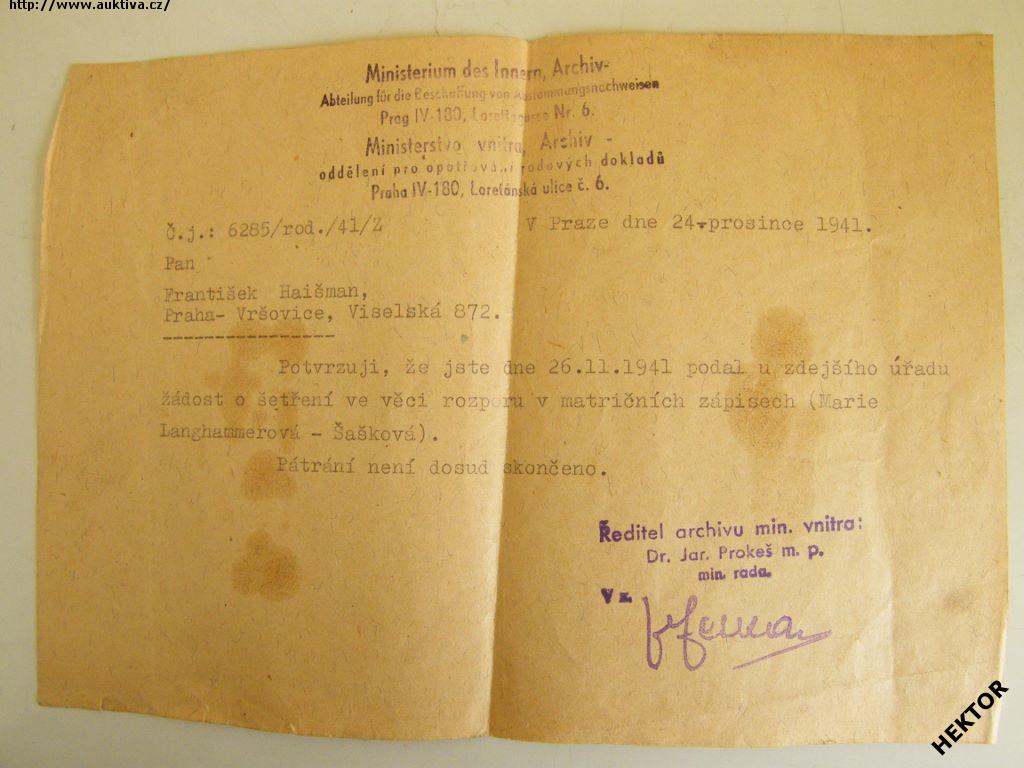 http://www.auktiva.cz/
Ministerium des Innern, Archiv-
Abteilung für die Beschaffung von Abstammungsnachweisen
Prag IV-180, Lorettogasse Nr. 6.
Ministerstvo vnitra, Archiv -
oddělení pro opatřování rodových dokladů
Praha IV-180, Loretánská ulice č. 6.
Č.j.: 6285/rod./41/Z
V Praze dne 24.prosince 1941.
Pan
František Haišman,
Praha- Vršovice, Viselská 872.
Potvrzuji, že jste dne 26.11.1941 podal u zdejšího úřadu
žádost o šetření ve věci rozporu v matričních zápisech (Marie
Langhammerová - Šašková).
Pátrání není dosud skončeno.
Ředitel archivu min. vnitra:
Dr. Jar. Prokeš m. p.
min. rada.
V z.
HEKTOR